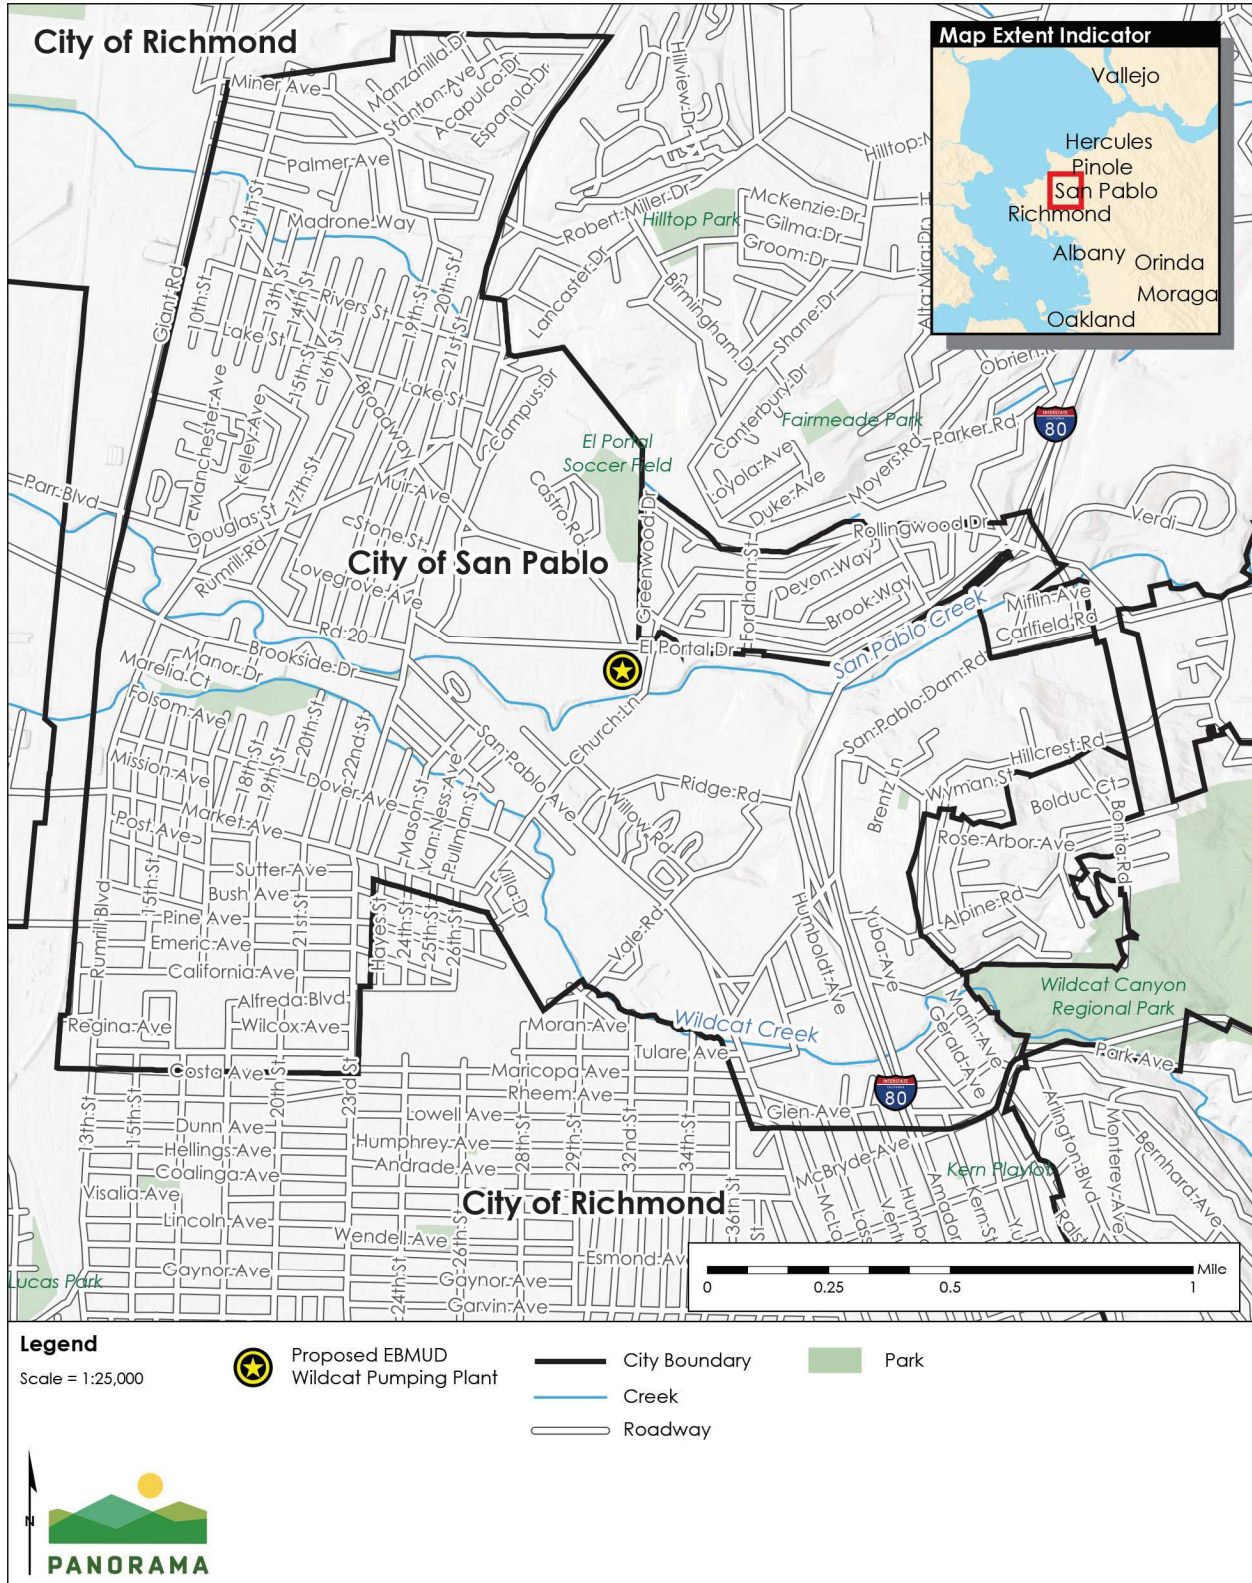 City of Richmond
Map Extent Indicator
Vallejo
Hercules
Pinole
San Pablo
Richmond
Albany
Orinda
Moraga
Oakland
Miner Ave
Manzanilla Dr
Stanton Ave
Acapulco Dr
Espanola Dr
Hillview Dr
Palmer Ave
Hilltop
McKenzie Dr
Robert Miller Dr
Hilltop Park
Gilma Dr
Groom Dr
11th St
Madrone Way
Giant Rd
10th St
13th St
14th St
Rivers St
19th St
20th St
Lancaster Dr
Birmingham Dr
Shane Dr
Alta Mira Dr
Lake St
15th St
16th St
21st St
Broadway
Lake St
Campus Dr
Canterbury Dr
Obrien
Manchester Ave
Kelley Ave
El Portal
Soccer Field
Fairmeade Park
Parker Rd
Moyers Rd
INTERSTATE
CALIFORNIA
80
Loyola Ave
Duke Ave
17th St
Muir Ave
Castro Rd
Parr Blvd
Douglas St
Rumrill Rd
Stone St
Greenwood Dr
Rollingwood Dr
Verdi
City of San Pablo
Lovegrove Ave
Fordham St
Devon Way
Brook Way
Miflin Ave
Carlfield Rd
San Pablo Creek
Rd 20
El Portal Dr
Brookside Dr
Manor Dr
Marelia Ct
Folsom Ave
San Pablo Dam Rd
Church Ln
Hillcrest Rd
Mission Ave
18th St
19th St
20th St
22nd St
Dover Ave
San Pablo Ave
Ridge Rd
Willow Rd
Wyman St
Bolduc Ct
Brentz Ln
Bonita Rd
Post Ave
Market Ave
Mason St
Van Ness Ave
Pullman St
Rose Arbor Ave
Sutter Ave
Bush Ave
15th St
Villa Dr
Alpine Rd
Pine Ave
Emeric Ave
California Ave
21st St
Hayes St
24th St
25th St
26th St
Vale Rd
Humboldt Ave
Yuba Ave
Rumrill Blvd
Alfreda Blvd
Wilcox Ave
Regina Ave
Wildcat Canyon
Regional Park
Moran Ave
Wildcat Creek
Marin Ave
Gerald Ave
Tulare Ave
Park Ave
Costa Ave
Maricopa Ave
Rheem Ave
INTERSTATE
CALIFORNIA
80
13th St
15th St
20th St
23rd St
Lowell Ave
Glen Ave
Dunn Ave
Hellings Ave
Humphrey Ave
Coalinga Ave
Andrade Ave
28th St
29th St
32nd St
34th St
McBryde Ave
Kern Playlot
Arlington Blvd
Monterey Ave
Bernhard Ave
Visalia Ave
City of Richmond
36th St
St
McLa
Lass
Vent
Humbo
Amador
Kern St
Yu
Rals
Lincoln Ave
Wendell Ave
26th St
Esmond Ave
Gaynor Ave
24th St
Gaynor Ave
Garvin Ave
Lucas Park
Mile
0
0.25
0.5
1
Legend
Scale = 1:25,000
Proposed EBMUD
Wildcat Pumping Plant
City Boundary
Creek
Roadway
Park
N
PANORAMA